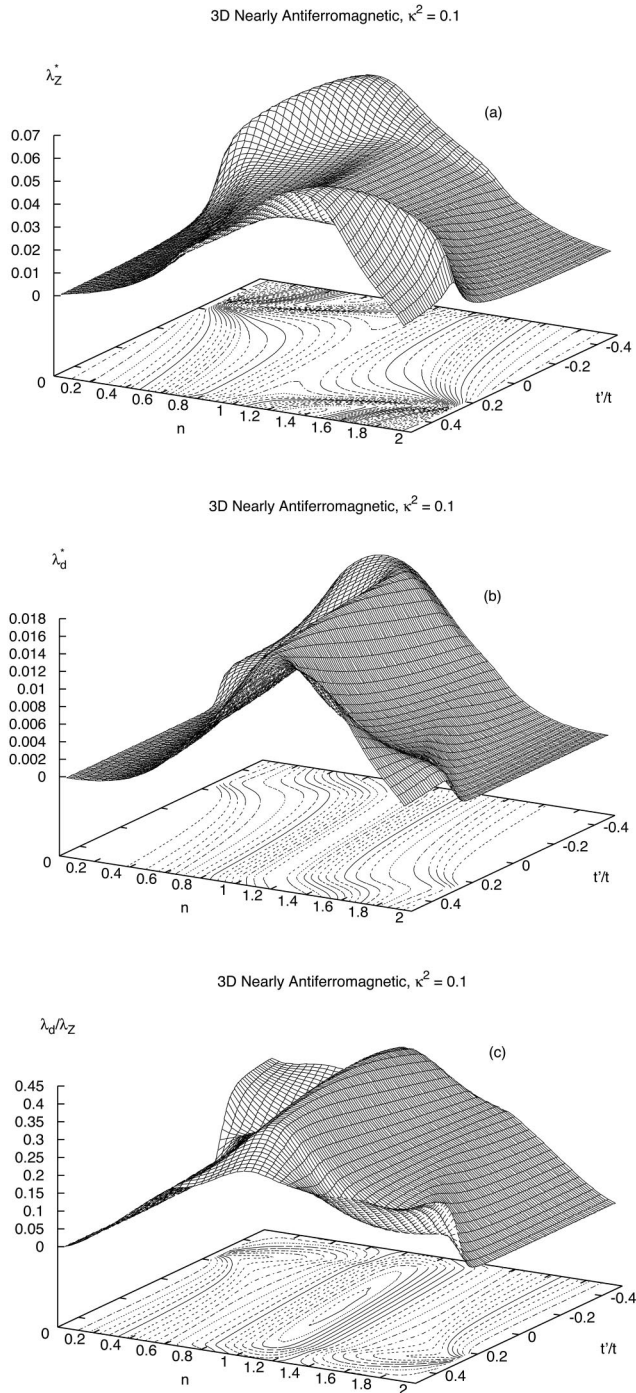 3D Nearly Antiferromagnetic, κ² = 0.1
λ*Z
(a)
0.07
0.06
0.05
0.04
0.03
0.02
0.01
0
0 0.2 0.4 0.6 0.8 1 1.2 1.4 1.6 1.8 2
n
0.4 0.2 0 -0.2 -0.4
t'/t
3D Nearly Antiferromagnetic, κ² = 0.1
λ*d
(b)
0.018
0.016
0.014
0.012
0.01
0.008
0.006
0.004
0.002
0
0 0.2 0.4 0.6 0.8 1 1.2 1.4 1.6 1.8 2
n
0.4 0.2 0 -0.2 -0.4
t'/t
3D Nearly Antiferromagnetic, κ² = 0.1
λd/λZ
(c)
0.45
0.4
0.35
0.3
0.25
0.2
0.15
0.1
0.05
0
0 0.2 0.4 0.6 0.8 1 1.2 1.4 1.6 1.8 2
n
0.4 0.2 0 -0.2 -0.4
t'/t